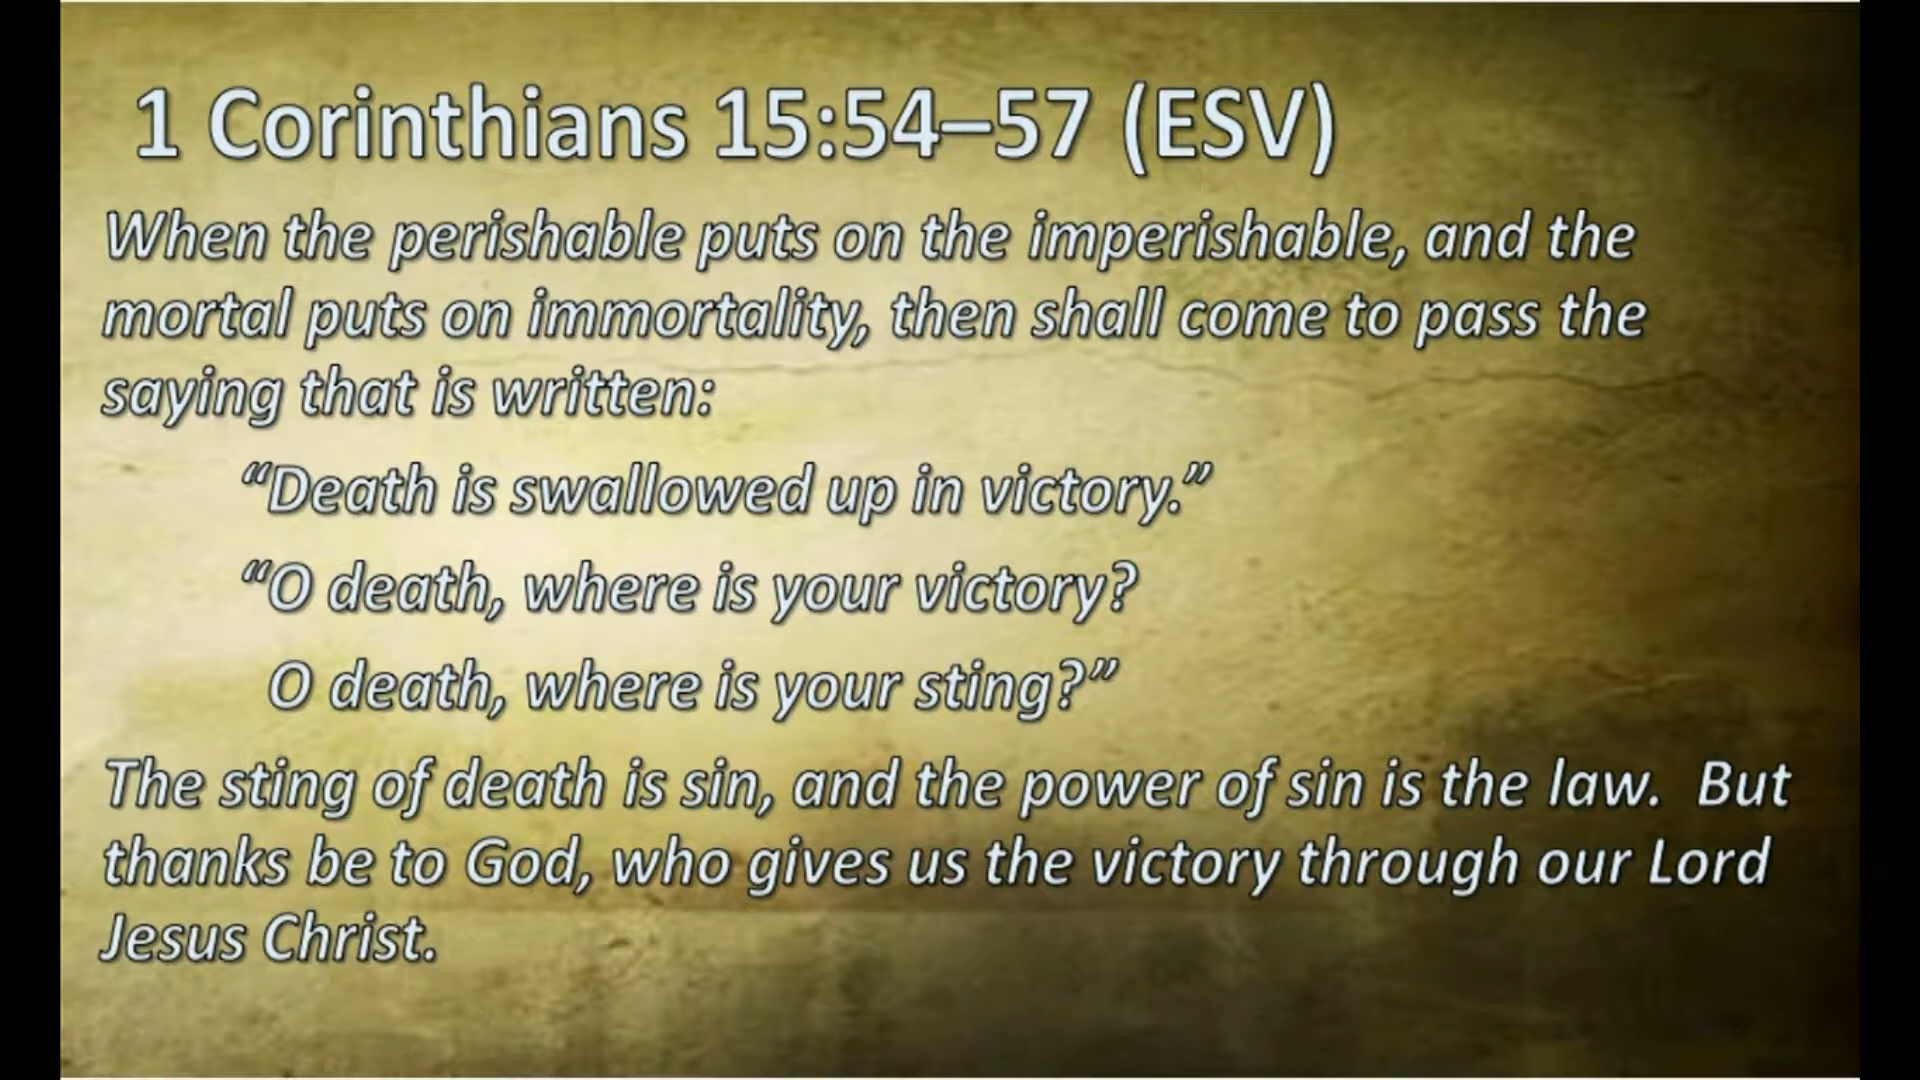 1 Corinthians 15:54–57 (ESV)
When the perishable puts on the imperishable, and the
mortal puts on immortality, then shall come to pass the
saying that is written:
“Death is swallowed up in victory.”
“O death, where is your victory?
O death, where is your sting?”
The sting of death is sin, and the power of sin is the law.  But
thanks be to God, who gives us the victory through our Lord
Jesus Christ.